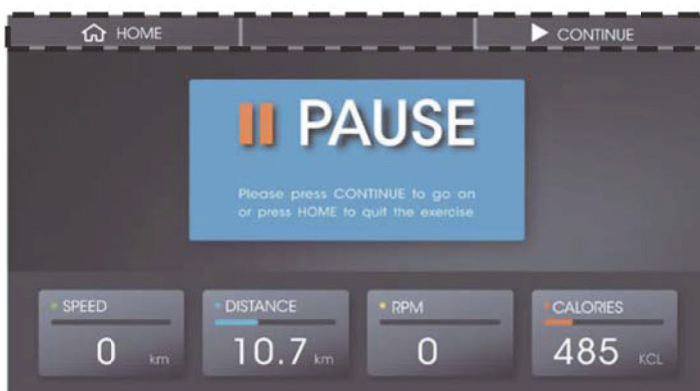 HOME CONTINUE
PAUSE
Please press CONTINUE to go on
or press HOME to quit the exercise
SPEED DISTANCE RPM CALORIES
0 km 10.7 km 0 485 KCL